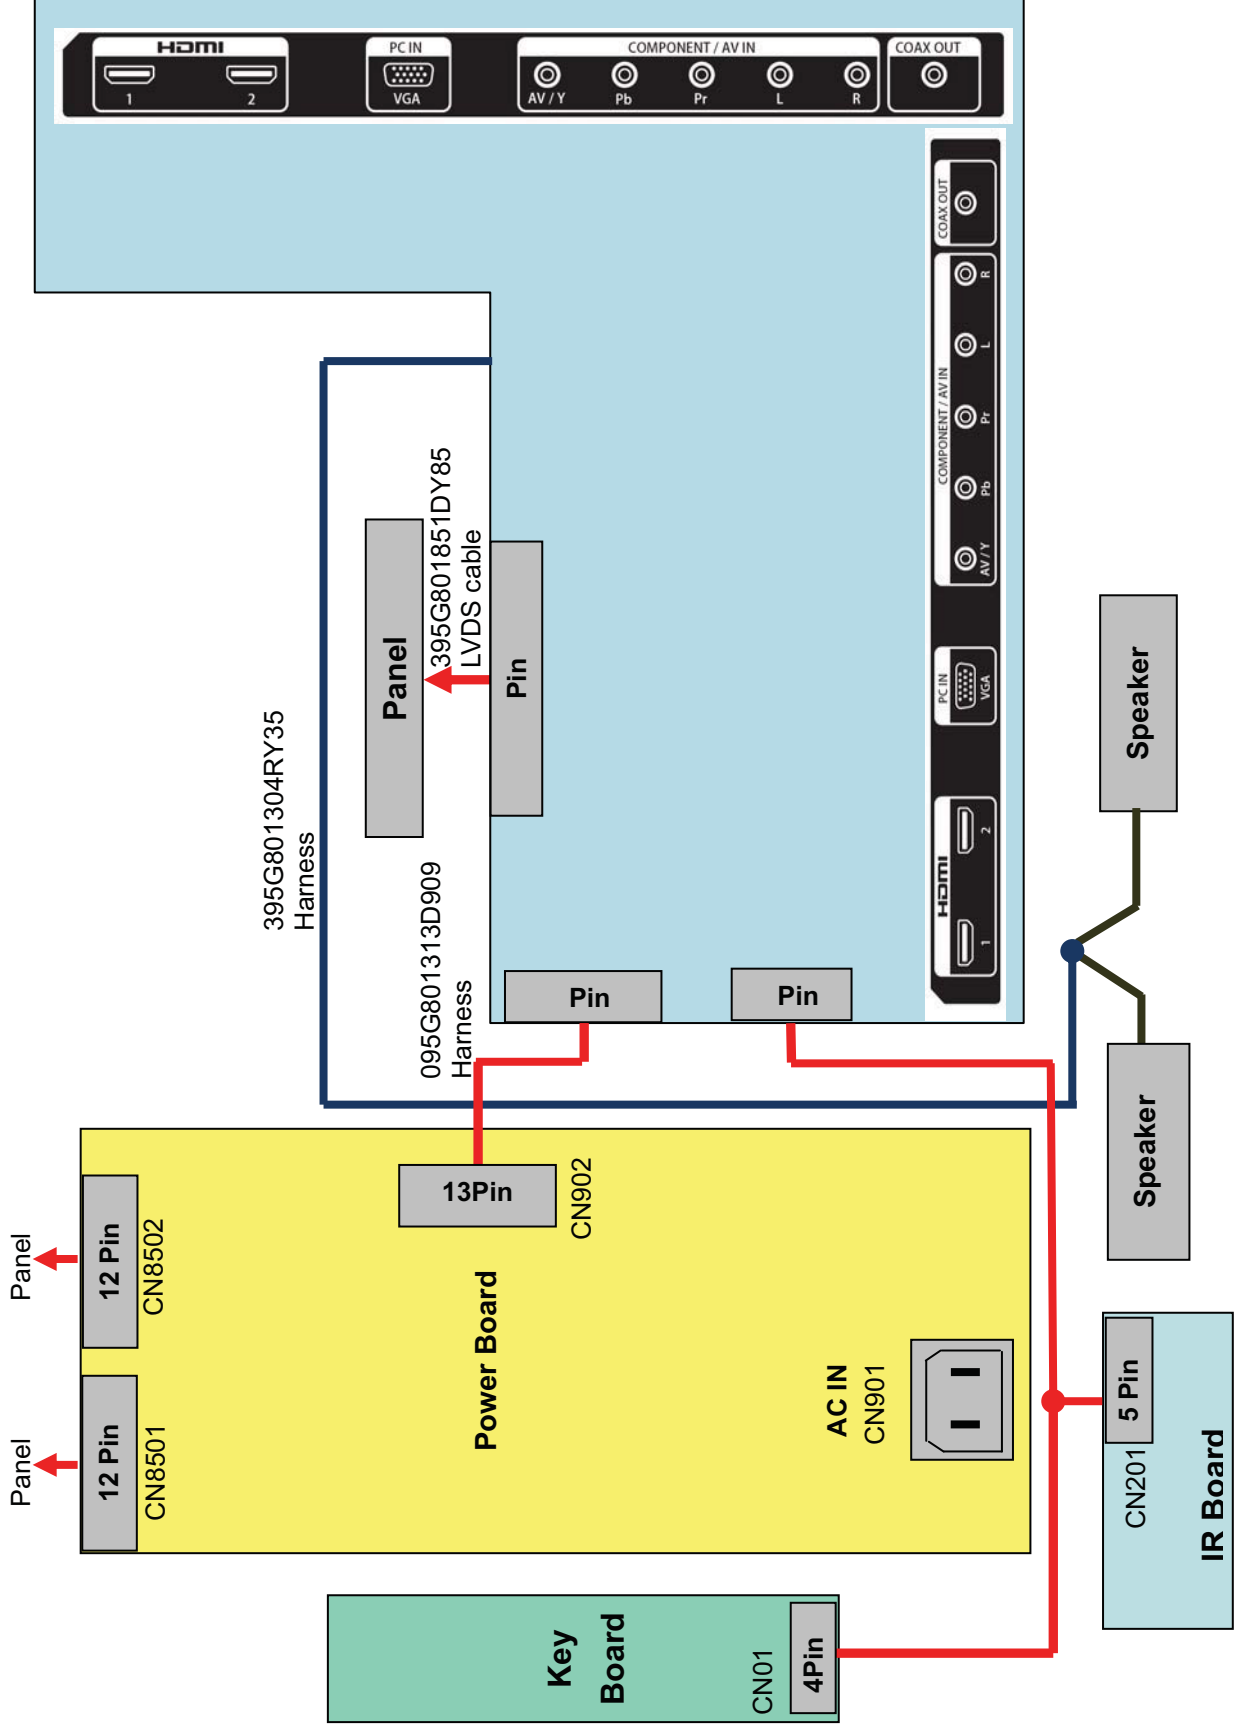 HDMI
1
2
PC IN
VGA
COMPONENT / AV IN
AV / Y
Pb
Pr
L
R
COAX OUT
COAX OUT
COMPONENT / AV IN
R
L
Pr
Pb
AV / Y
PC IN
VGA
HDMI
2
1
395G801304RY35
Harness
Panel
395G801851DY85
LVDS cable
Pin
095G801313D909
Harness
Pin
Pin
Speaker
Speaker
Panel
12 Pin
CN8502
Panel
12 Pin
CN8501
13Pin
CN902
Power Board
AC IN
CN901
5 Pin
CN201
IR Board
Key
Board
CN01
4Pin